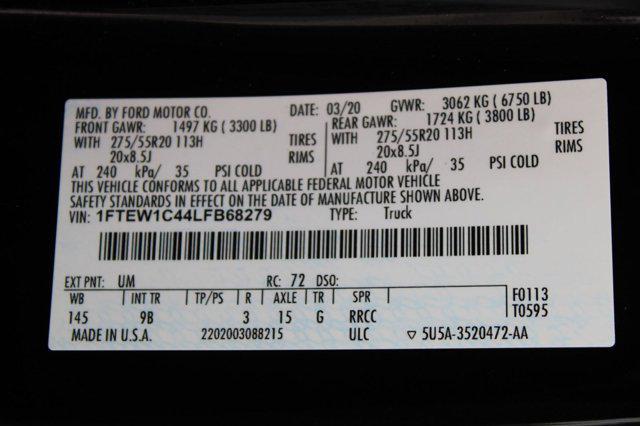 MFD. BY FORD MOTOR CO. DATE: 03/20 GVWR: 3062 KG ( 6750 LB)
FRONT GAWR: 1497 KG ( 3300 LB) REAR GAWR: 1724 KG ( 3800 LB)
WITH 275/55R20 113H TIRES WITH 275/55R20 113H TIRES
20x8.5J RIMS 20x8.5J RIMS
AT 240 kPa/ 35 PSI COLD AT 240 kPa/ 35 PSI COLD
THIS VEHICLE CONFORMS TO ALL APPLICABLE FEDERAL MOTOR VEHICLE
SAFETY STANDARDS IN EFFECT ON THE DATE OF MANUFACTURE SHOWN ABOVE.
VIN: 1FTEW1C44LFB68279 TYPE: Truck
EXT PNT: UM RC: 72 DSO:
WB INT TR TP/PS R AXLE TR SPR F0113
145 9B 3 15 G RRCC T0595
MADE IN U.S.A. 2202003088215 ULC ▽ 5U5A-3520472-AA